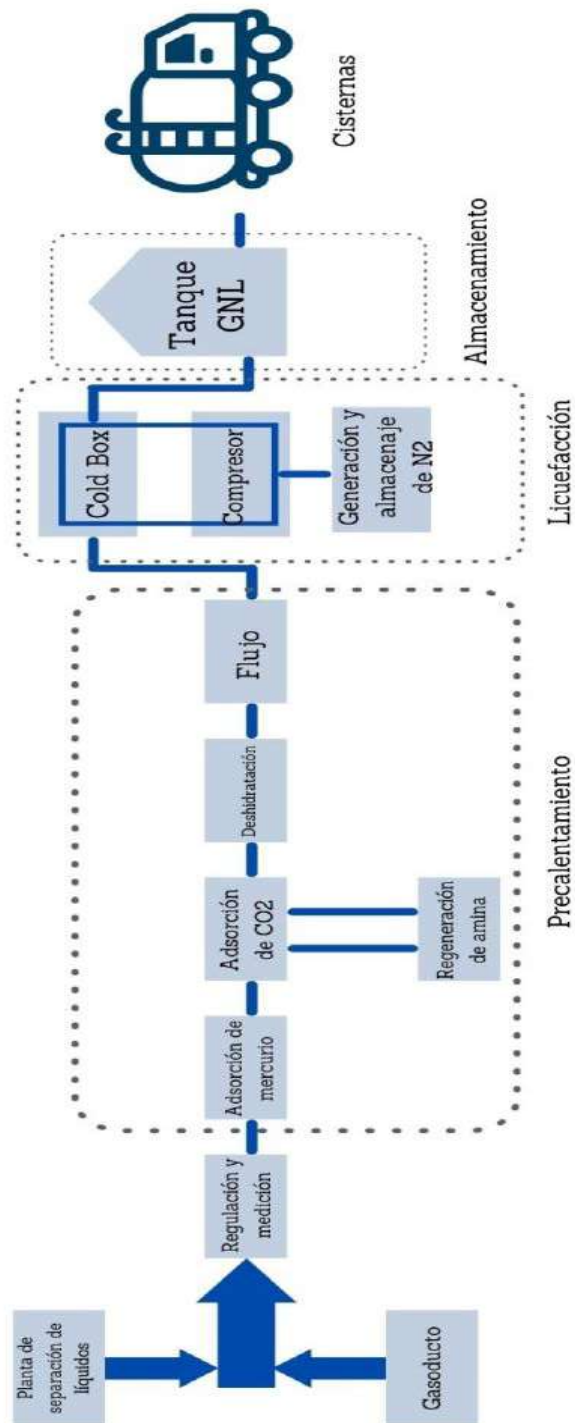 Planta de
separación de
líquidos
Gasoducto
Regulación y
medición
Adsorción de
mercurio
Adsorción
de CO2
Regeneración
de amina
Deshidratación
Flujo
Precalentamiento
Cold Box
Compresor
Generación y
almacenaje
de N2
Licuefacción
Tanque
GNL
Almacenamiento
Cisternas